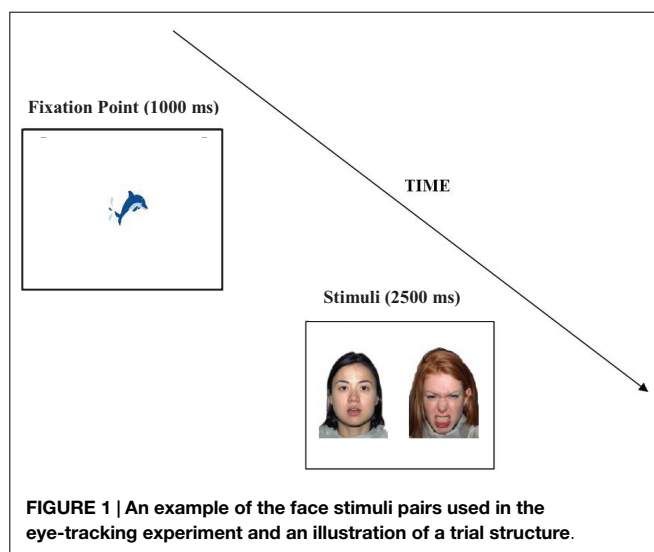 Fixation Point (1000 ms)
TIME
Stimuli (2500 ms)
FIGURE 1 | An example of the face stimuli pairs used in the
eye-tracking experiment and an illustration of a trial structure.